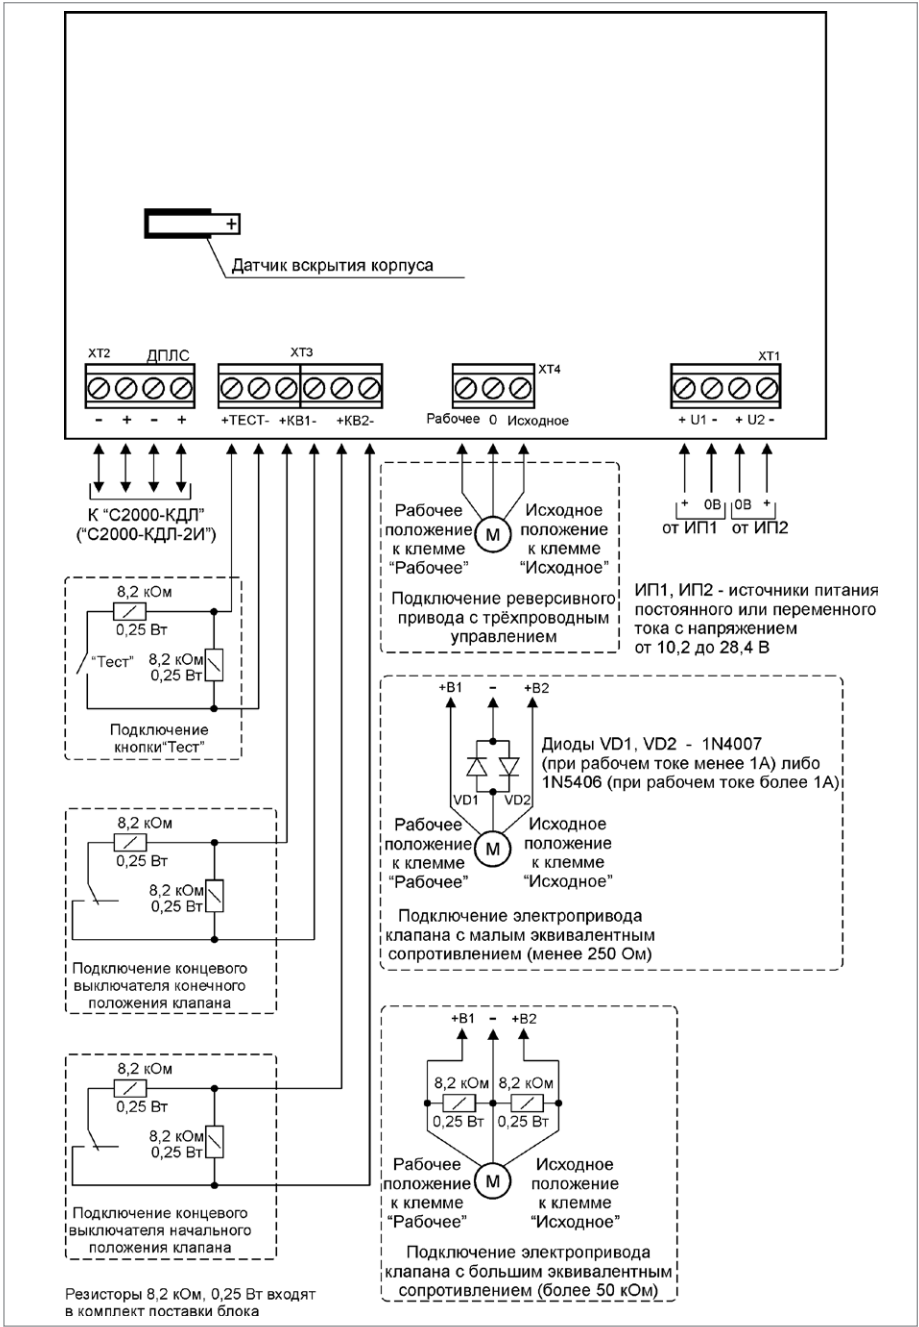 +
Датчик вскрытия корпуса
XT2 ДПЛС
XT3
XT4
XT1
- + - +
+ТЕСТ- +КВ1- +КВ2-
Рабочее 0 Исходное
+ U1 - + U2 -
К “С2000-КДЛ”
(“С2000-КДЛ-2И”)
+ 0В 0В +
от ИП1 от ИП2
ИП1, ИП2 - источники питания
постоянного или переменного
тока с напряжением
от 10,2 до 28,4 В
Рабочее
положение
к клемме
“Рабочее”
М
Исходное
положение
к клемме
“Исходное”
Подключение реверсивного
привода с трёхпроводным
управлением
8,2 кОм
0,25 Вт
“Тест”
8,2 кОм
0,25 Вт
Подключение
кнопки“Тест”
+В1 - +В2
Диоды VD1, VD2 - 1N4007
(при рабочем токе менее 1А) либо
1N5406 (при рабочем токе более 1А)
VD1 VD2
Рабочее
положение
к клемме
“Рабочее”
М
Исходное
положение
к клемме
“Исходное”
Подключение электропривода
клапана с малым эквивалентным
сопротивлением (менее 250 Ом)
8,2 кОм
0,25 Вт
8,2 кОм
0,25 Вт
Подключение концевого
выключателя конечного
положения клапана
+В1 - +В2
8,2 кОм 8,2 кОм
0,25 Вт 0,25 Вт
Рабочее
положение
к клемме
“Рабочее”
М
Исходное
положение
к клемме
“Исходное”
Подключение электропривода
клапана с большим эквивалентным
сопротивлением (более 50 кОм)
8,2 кОм
0,25 Вт
8,2 кОм
0,25 Вт
Подключение концевого
выключателя начального
положения клапана
Резисторы 8,2 кОм, 0,25 Вт входят
в комплект поставки блока